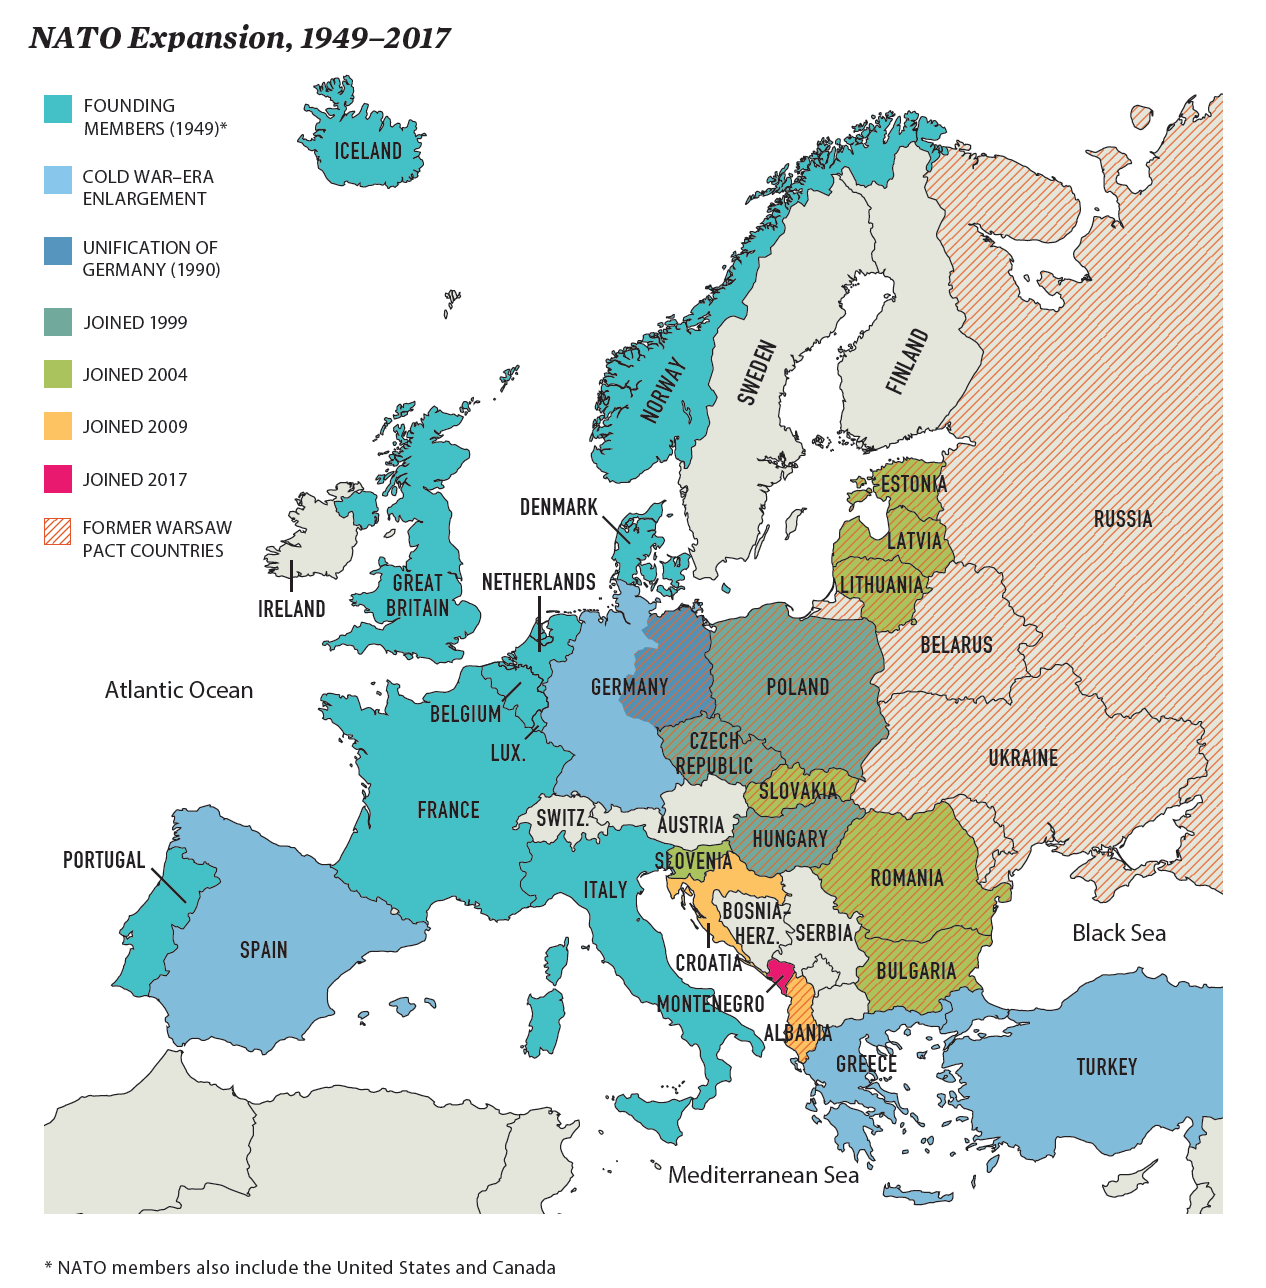 NATO Expansion, 1949–2017
FOUNDING
MEMBERS (1949)*
COLD WAR–ERA
ENLARGEMENT
UNIFICATION OF
GERMANY (1990)
JOINED 1999
JOINED 2004
JOINED 2009
JOINED 2017
FORMER WARSAW
PACT COUNTRIES
ICELAND
NORWAY
SWEDEN
FINLAND
ESTONIA
RUSSIA
LATVIA
LITHUANIA
DENMARK
NETHERLANDS
GREAT
BRITAIN
IRELAND
BELARUS
Atlantic Ocean
GERMANY
POLAND
BELGIUM
LUX.
CZECH
REPUBLIC
UKRAINE
SLOVAKIA
FRANCE
SWITZ.
AUSTRIA
HUNGARY
PORTUGAL
SLOVENIA
ITALY
ROMANIA
BOSNIA-
HERZ.
SERBIA
SPAIN
CROATIA
BULGARIA
Black Sea
MONTENEGRO
ALBANIA
GREECE
TURKEY
Mediterranean Sea
* NATO members also include the United States and Canada